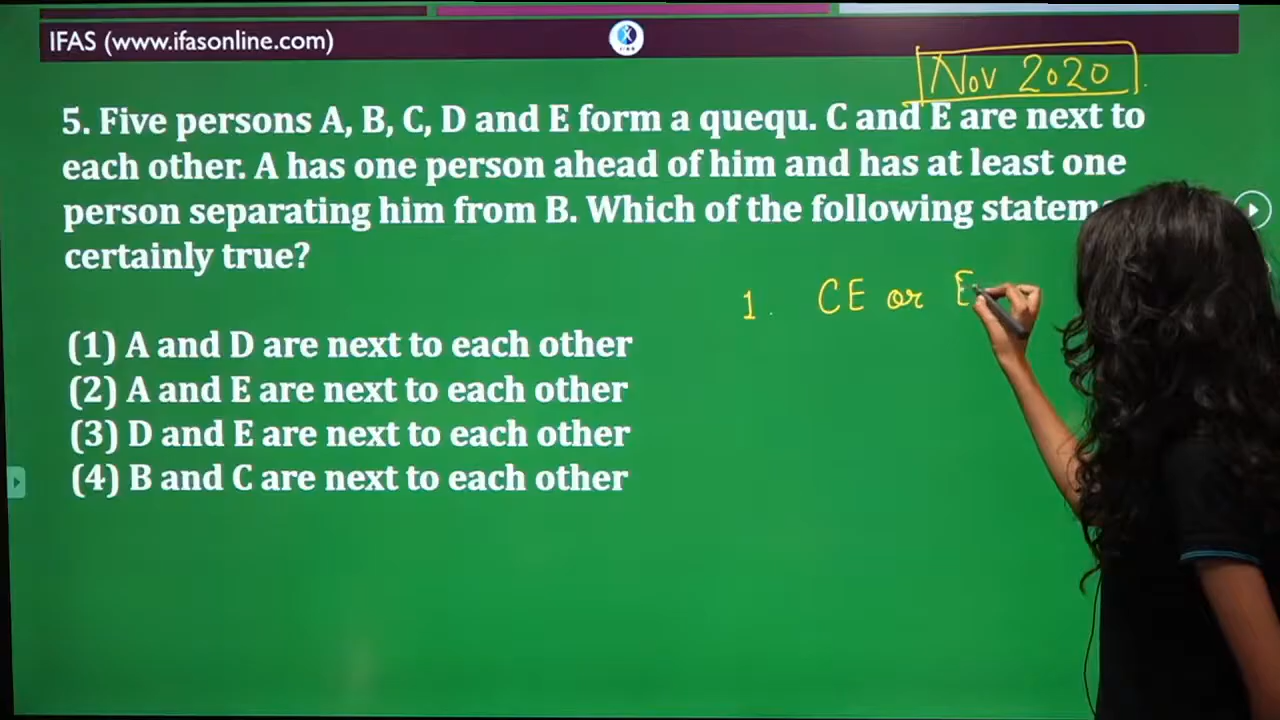 IFAS (www.ifasonline.com)
Nov 2020
5. Five persons A, B, C, D and E form a quequ. C and E are next to
each other. A has one person ahead of him and has at least one
person separating him from B. Which of the following
certainly true?
1. CE or E
(1) A and D are next to each other
(2) A and E are next to each other
(3) D and E are next to each other
(4) B and C are next to each other